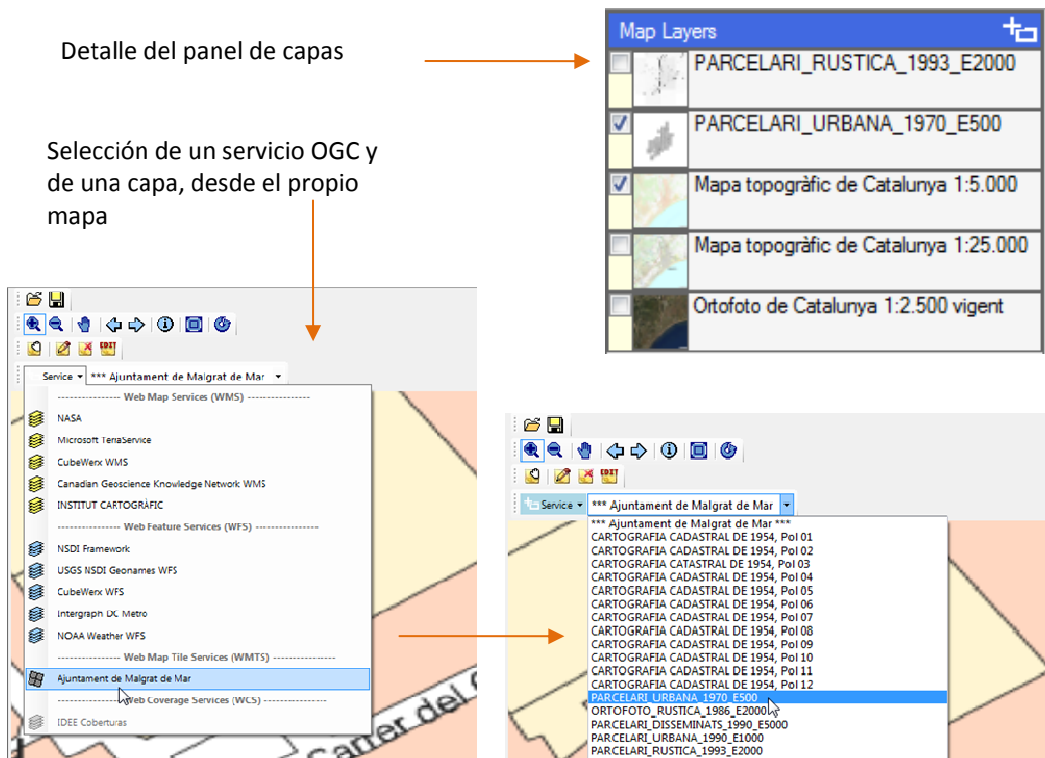 Detalle del panel de capas
Map Layers
PARCELARI_RUSTICA_1993_E2000
PARCELARI_URBANA_1970_E500
Mapa topogràfic de Catalunya 1:5.000
Mapa topogràfic de Catalunya 1:25.000
Ortofoto de Catalunya 1:2.500 vigent
Selección de un servicio OGC y
de una capa, desde el propio
mapa
EDIT
Service *** Ajuntament de Malgrat de Mar
---------------- Web Map Services (WMS) ----------------
NASA
Microsoft TerraService
CubeWerx WMS
Canadian Geoscience Knowledge Network WMS
INSTITUT CARTOGRÀFIC
---------------- Web Feature Services (WFS) ----------------
NSDI Framework
USGS NSDI Geonames WFS
CubeWerx WFS
Intergraph DC Metro
NOAA Weather WFS
---------------- Web Map Tile Services (WMTS) ----------------
Ajuntament de Malgrat de Mar
---------------- Web Coverage Services (WCS) ----------------
IDEE Coberturas
Carrer del
EDIT
Service *** Ajuntament de Malgrat de Mar
*** Ajuntament de Malgrat de Mar ***
CARTOGRAFIA CADASTRAL DE 1954, Pol 01
CARTOGRAFIA CADASTRAL DE 1954, Pol 02
CARTOGRAFIA CATASTRAL DE 1954, Pol 03
CARTOGRAFIA CADASTRAL DE 1954, Pol 04
CARTOGRAFIA CADASTRAL DE 1954, Pol 05
CARTOGRAFIA CADASTRAL DE 1954, Pol 06
CARTOGRAFIA CADASTRAL DE 1954, Pol 07
CARTOGRAFIA CADASTRAL DE 1954, Pol 08
CARTOGRAFIA CADASTRAL DE 1954, Pol 09
CARTOGRAFIA CADASTRAL DE 1954, Pol 10
CARTOGRAFIA CADASTRAL DE 1954, Pol 11
CARTOGRAFIA CADASTRAL DE 1954, Pol 12
PARCELARI_URBANA_1970_E500
ORTOFOTO_RUSTICA_1986_E2000
PARCELARI_DISSEMINATS_1990_E5000
PARCELARI_URBANA_1990_E1000
PARCELARI_RUSTICA_1993_E2000